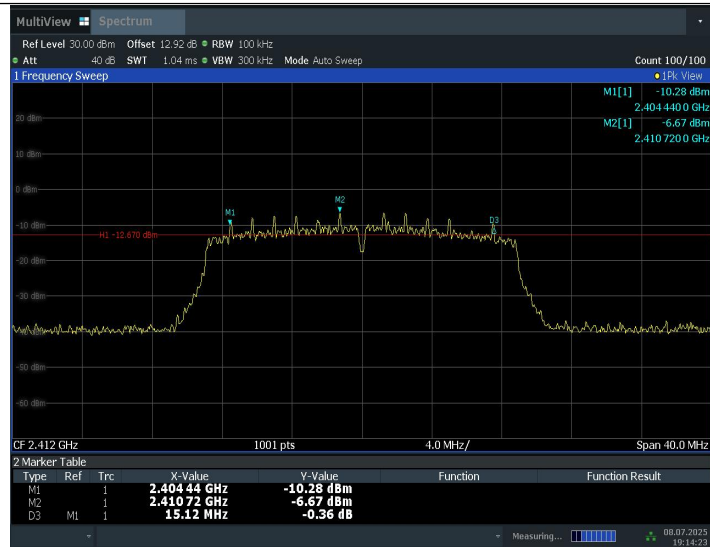 MultiView Spectrum
Ref Level 30.00 dBm Offset 12.92 dB RBW 100 kHz
Att 40 dB SWT 1.04 ms VBW 300 kHz Mode Auto Sweep Count 100/100
1 Frequency Sweep 1Pk View
M1[1] -10.28 dBm
2.404 440 0 GHz
M2[1] -6.67 dBm
2.410 720 0 GHz
20 dBm
10 dBm
0 dBm
M2
M1
D3
-10 dBm
H1 -12.670 dBm
-20 dBm
-30 dBm
-50 dBm
-60 dBm
CF 2.412 GHz 1001 pts 4.0 MHz/ Span 40.0 MHz
2 Marker Table
Type Ref Trc X-Value Y-Value Function Function Result
M1 1 2.404 44 GHz -10.28 dBm
M2 1 2.410 72 GHz -6.67 dBm
D3 M1 1 15.12 MHz -0.36 dB
Measuring... 08.07.2025
19:14:23